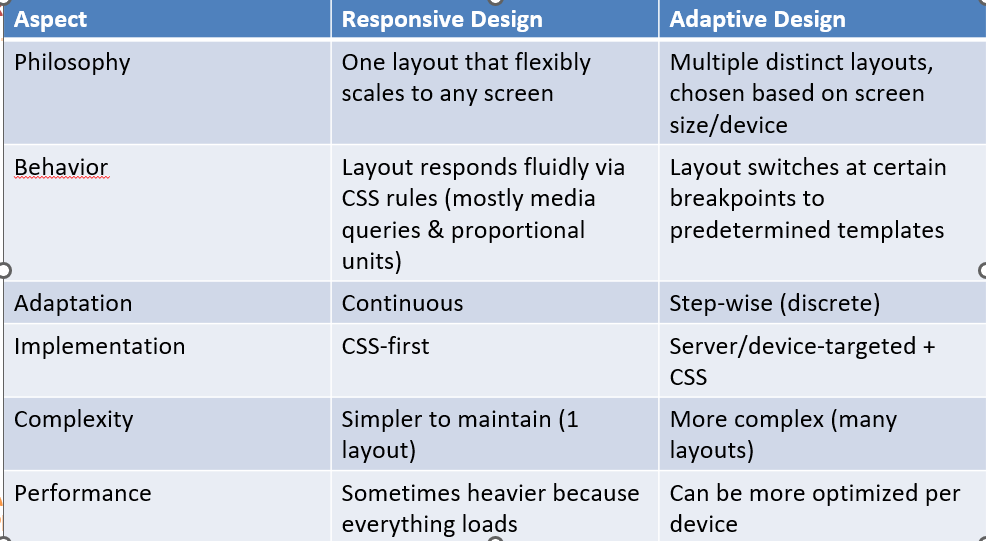 Aspect
Responsive Design
Adaptive Design
Philosophy
One layout that flexibly
scales to any screen
Multiple distinct layouts,
chosen based on screen
size/device
Behavior
Layout responds fluidly via
CSS rules (mostly media
queries & proportional
units)
Layout switches at certain
breakpoints to
predetermined templates
Adaptation
Continuous
Step-wise (discrete)
Implementation
CSS-first
Server/device-targeted +
CSS
Complexity
Simpler to maintain (1
layout)
More complex (many
layouts)
Performance
Sometimes heavier because
everything loads
Can be more optimized per
device